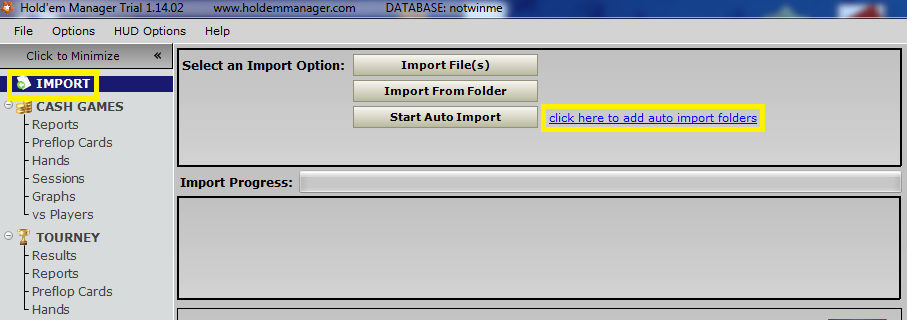 Hold'em Manager Trial 1.14.02 www.holdemmanager.com DATABASE: notwinme
File Options HUD Options Help
Click to Minimize «
IMPORT
CASH GAMES
Reports
Preflop Cards
Hands
Sessions
Graphs
vs Players
TOURNEY
Results
Reports
Preflop Cards
Hands
Select an Import Option:
Import File(s)
Import From Folder
Start Auto Import click here to add auto import folders
Import Progress: